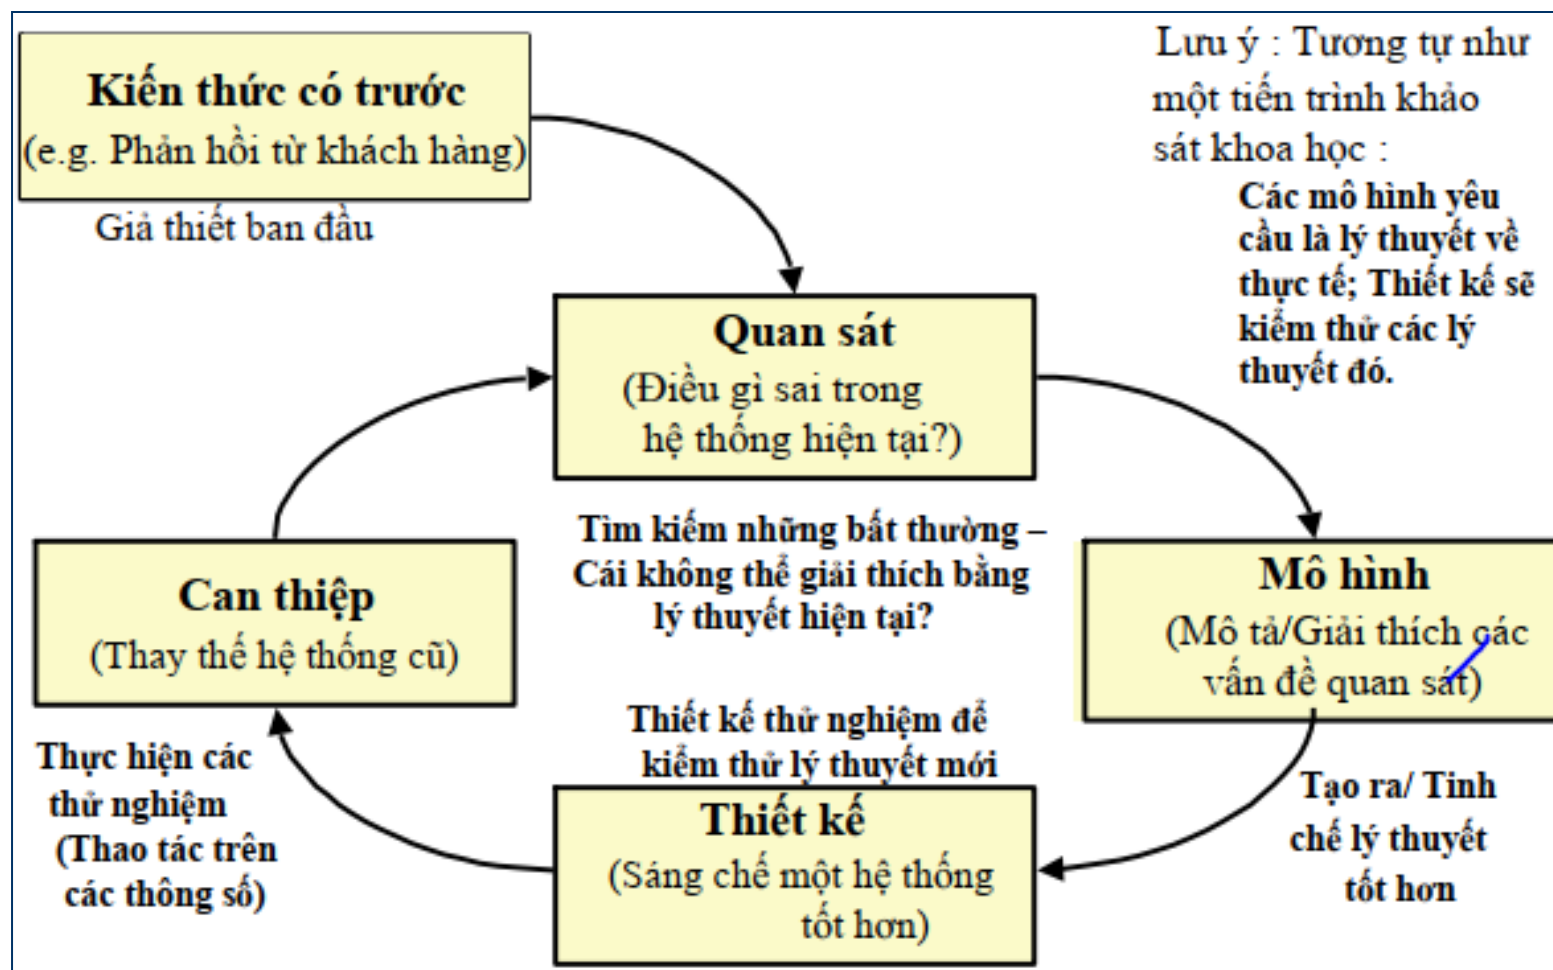 Kiến thức có trước
(e.g. Phản hồi từ khách hàng)
Giả thiết ban đầu
Lưu ý : Tương tự như
một tiến trình khảo
sát khoa học :
Các mô hình yêu
cầu là lý thuyết về
thực tế; Thiết kế sẽ
kiểm thử các lý
thuyết đó.
Quan sát
(Điều gì sai trong
hệ thống hiện tại?)
Tìm kiếm những bất thường –
Cái không thể giải thích bằng
lý thuyết hiện tại?
Mô hình
(Mô tả/Giải thích các
vấn đề quan sát)
Tạo ra/ Tinh
chế lý thuyết
tốt hơn
Thiết kế thử nghiệm để
kiểm thử lý thuyết mới
Thiết kế
(Sáng chế một hệ thống
tốt hơn)
Can thiệp
(Thay thế hệ thống cũ)
Thực hiện các
thử nghiệm
(Thao tác trên
các thông số)